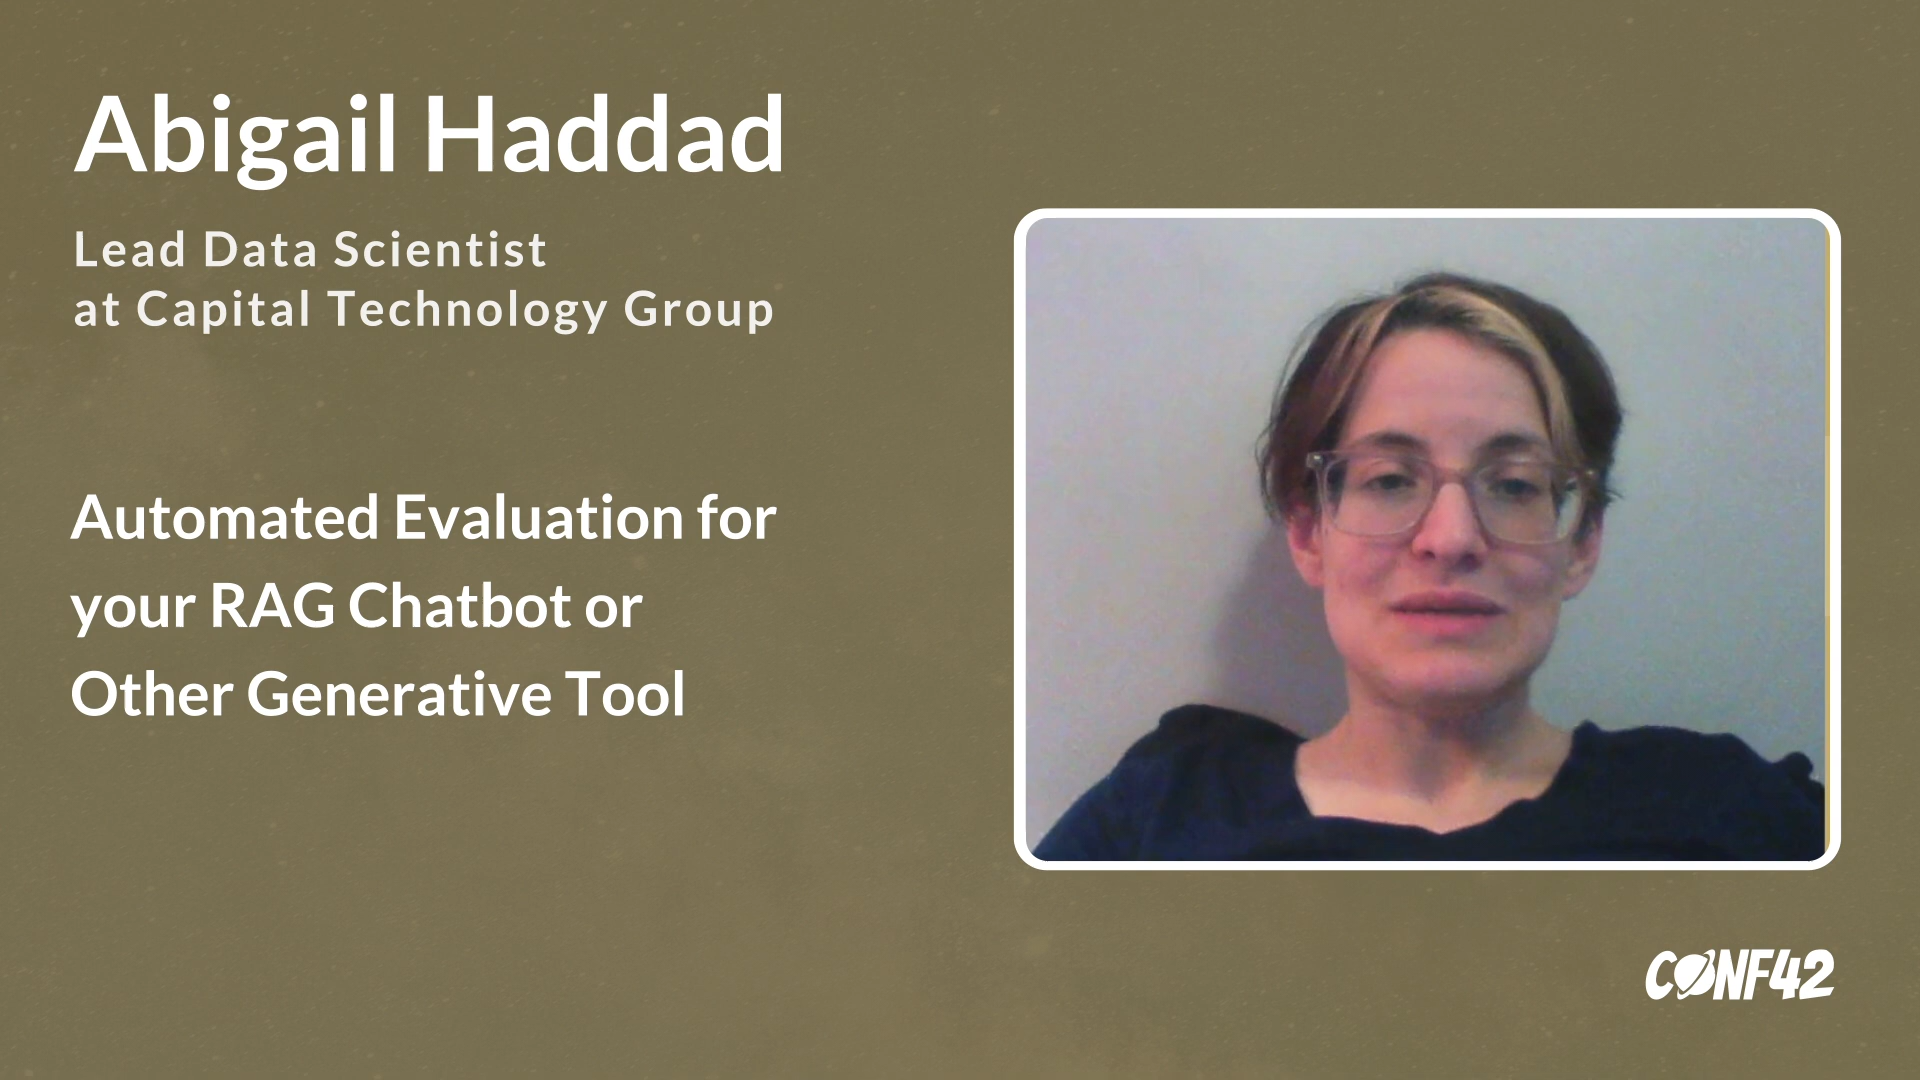 Abigail Haddad
Lead Data Scientist
at Capital Technology Group
Automated Evaluation for
your RAG Chatbot or
Other Generative Tool
CONF42